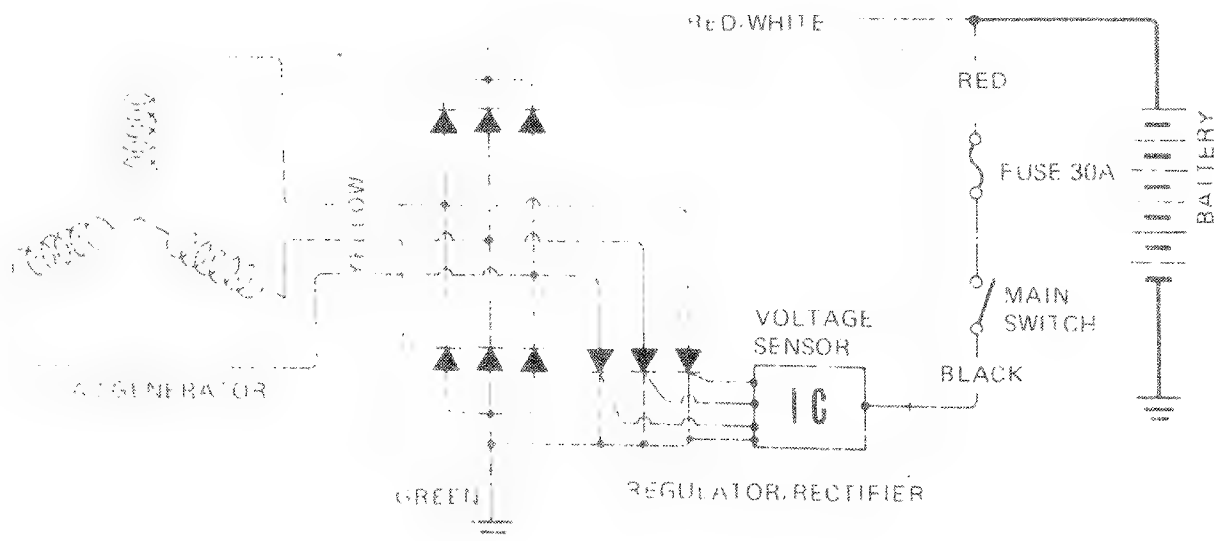 RED/WHITE
RED
FUSE 30A
BATTERY
YELLOW
MAIN
SWITCH
VOLTAGE
SENSOR
BLACK
IC
A.C. GENERATOR
GREEN
REGULATOR/RECTIFIER